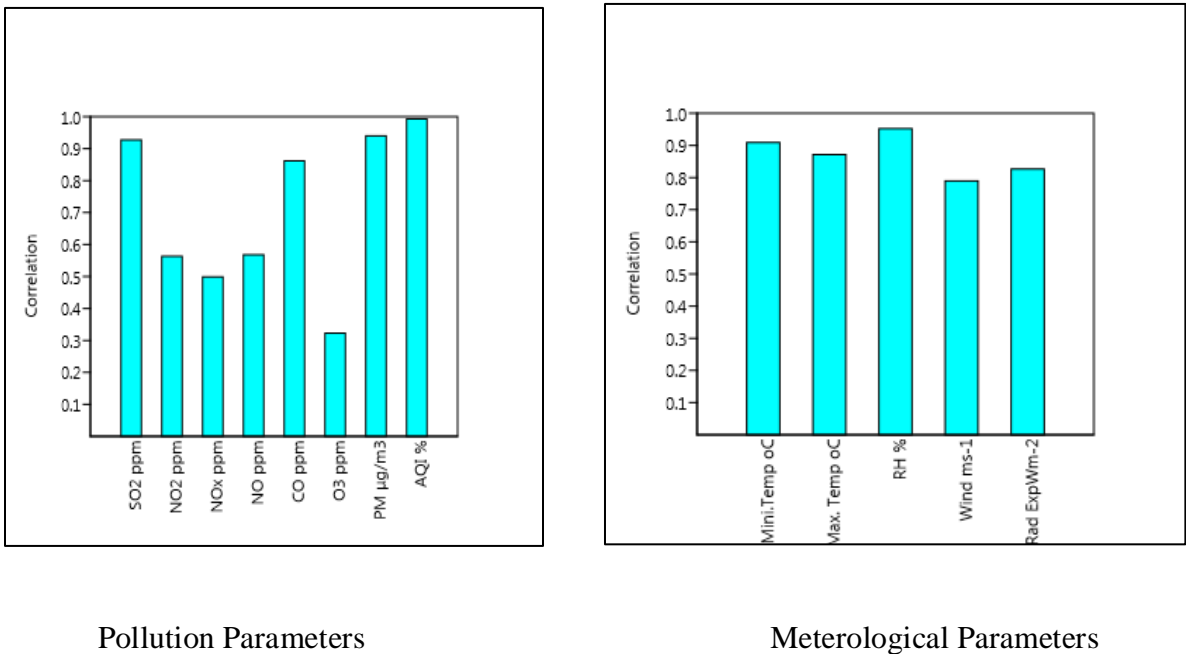 Correlation
1.0
0.9
0.8
0.7
0.6
0.5
0.4
0.3
0.2
0.1
SO2 ppm
NO2 ppm
NOx ppm
NO ppm
CO ppm
O3 ppm
PM µg/m3
AQI %
Pollution Parameters
Correlation
1.0
0.9
0.8
0.7
0.6
0.5
0.4
0.3
0.2
0.1
Mini.Temp oC
Max. Temp oC
RH %
Wind ms-1
Rad ExpWm-2
Meterological Parameters